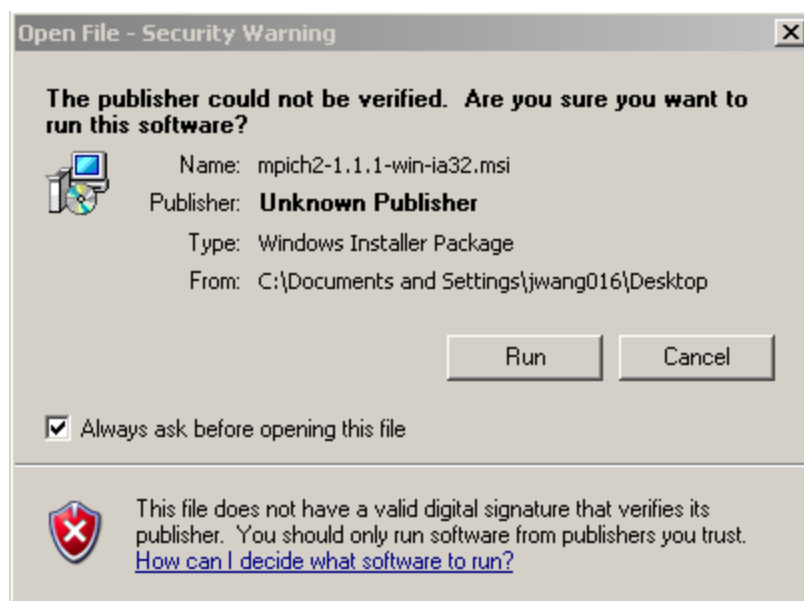 Open File - Security Warning
The publisher could not be verified.  Are you sure you want to
run this software?
Name: mpich2-1.1.1-win-ia32.msi
Publisher: Unknown Publisher
Type: Windows Installer Package
From: C:\Documents and Settings\jwang016\Desktop
Run Cancel
Always ask before opening this file
This file does not have a valid digital signature that verifies its
publisher.  You should only run software from publishers you trust.
How can I decide what software to run?